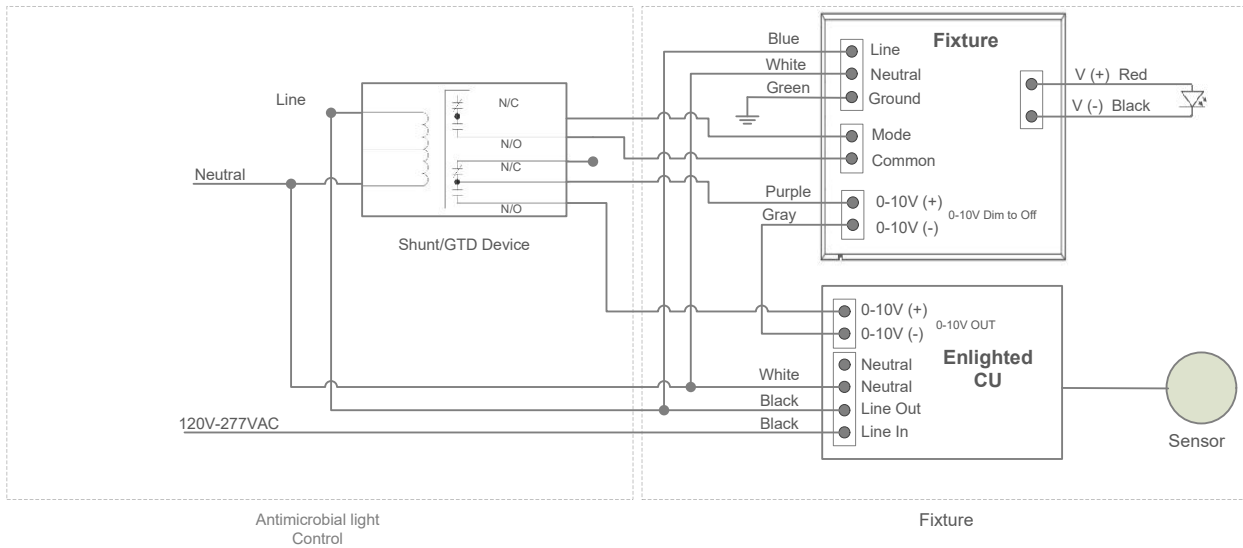 Line
Neutral
N/C
N/O
N/C
N/O
Shunt/GTD Device
120V-277VAC
Antimicrobial light
Control
Blue
White
Green
Purple
Gray
White
Black
Black
Fixture
Line
Neutral
Ground
Mode
Common
0-10V (+)
0-10V (-)
0-10V Dim to Off
V (+) Red
V (-) Black
0-10V (+)
0-10V (-)
0-10V OUT
Neutral
Neutral
Line Out
Line In
Enlighted
CU
Sensor
Fixture